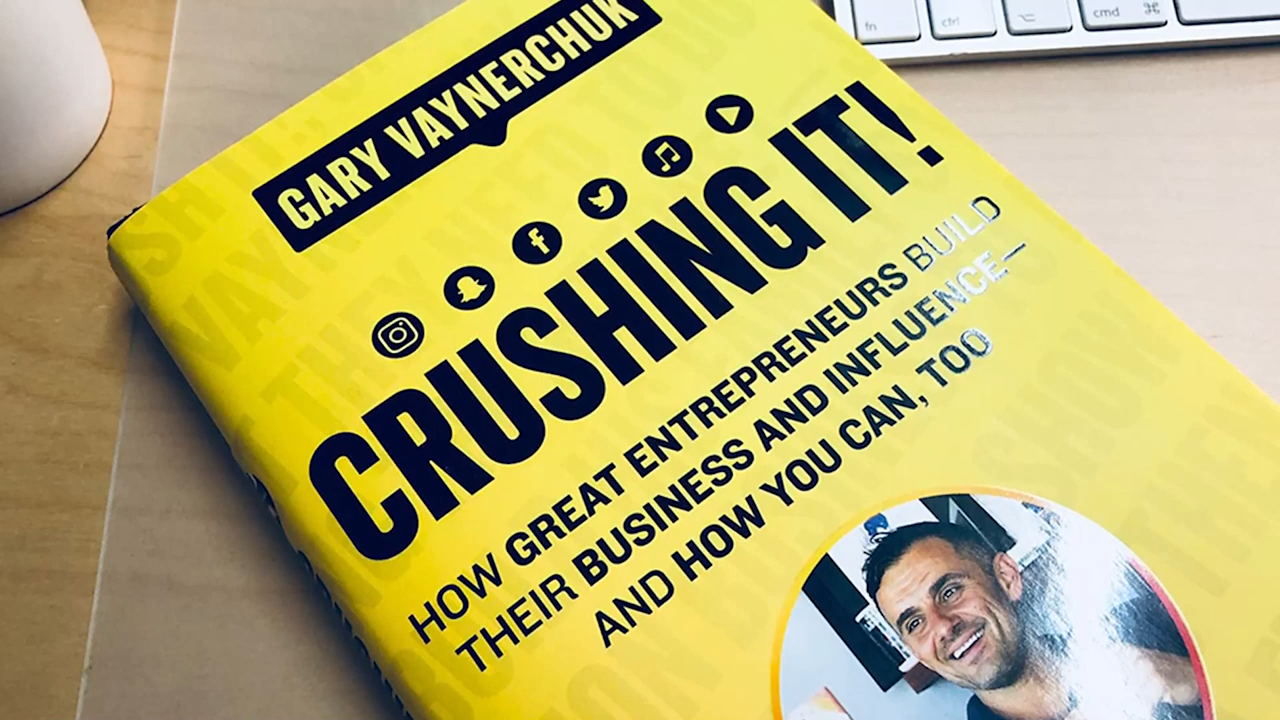 GARY VAYNERCHUK
CRUSHING IT!
HOW GREAT ENTREPRENEURS BUILD
THEIR BUSINESS AND INFLUENCE—
AND HOW YOU CAN, TOO
fn
ctrl
cmd ⌘